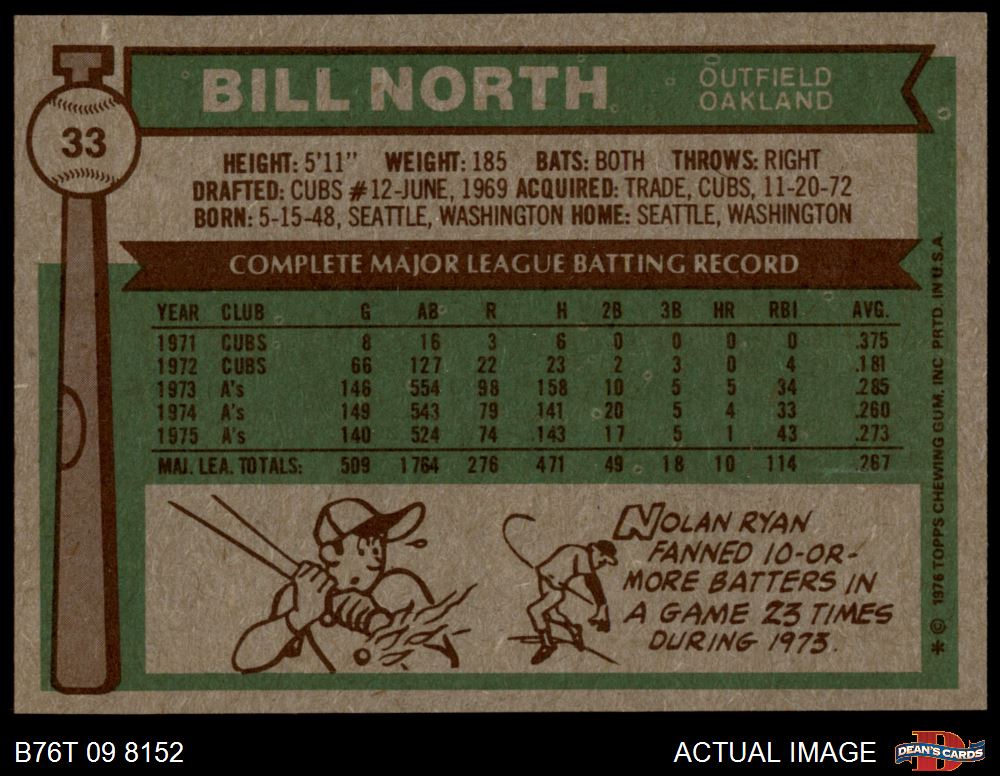 33
BILL NORTH
OUTFIELD
OAKLAND
HEIGHT: 5'11" WEIGHT: 185 BATS: BOTH THROWS: RIGHT
DRAFTED: CUBS #12-JUNE, 1969 ACQUIRED: TRADE, CUBS, 11-20-72
BORN: 5-15-48, SEATTLE, WASHINGTON HOME: SEATTLE, WASHINGTON
COMPLETE MAJOR LEAGUE BATTING RECORD
YEAR CLUB G AB R H 2B 3B HR RBI AVG.
1971 CUBS 8 16 3 6 0 0 0 0 .375
1972 CUBS 66 127 22 23 2 3 0 4 .181
1973 A's 146 554 98 158 10 5 5 34 .285
1974 A's 149 543 79 141 20 5 4 33 .260
1975 A's 140 524 74 143 17 5 1 43 .273
MAJ. LEA. TOTALS: 509 1764 276 471 49 18 10 114 .267
NOLAN RYAN
FANNED 10-OR-
MORE BATTERS IN
A GAME 23 TIMES
DURING 1973.
* © 1976 TOPPS CHEWING GUM, INC PRTD. IN U.S.A.
B76T 09 8152
ACTUAL IMAGE
DEAN'S CARDS